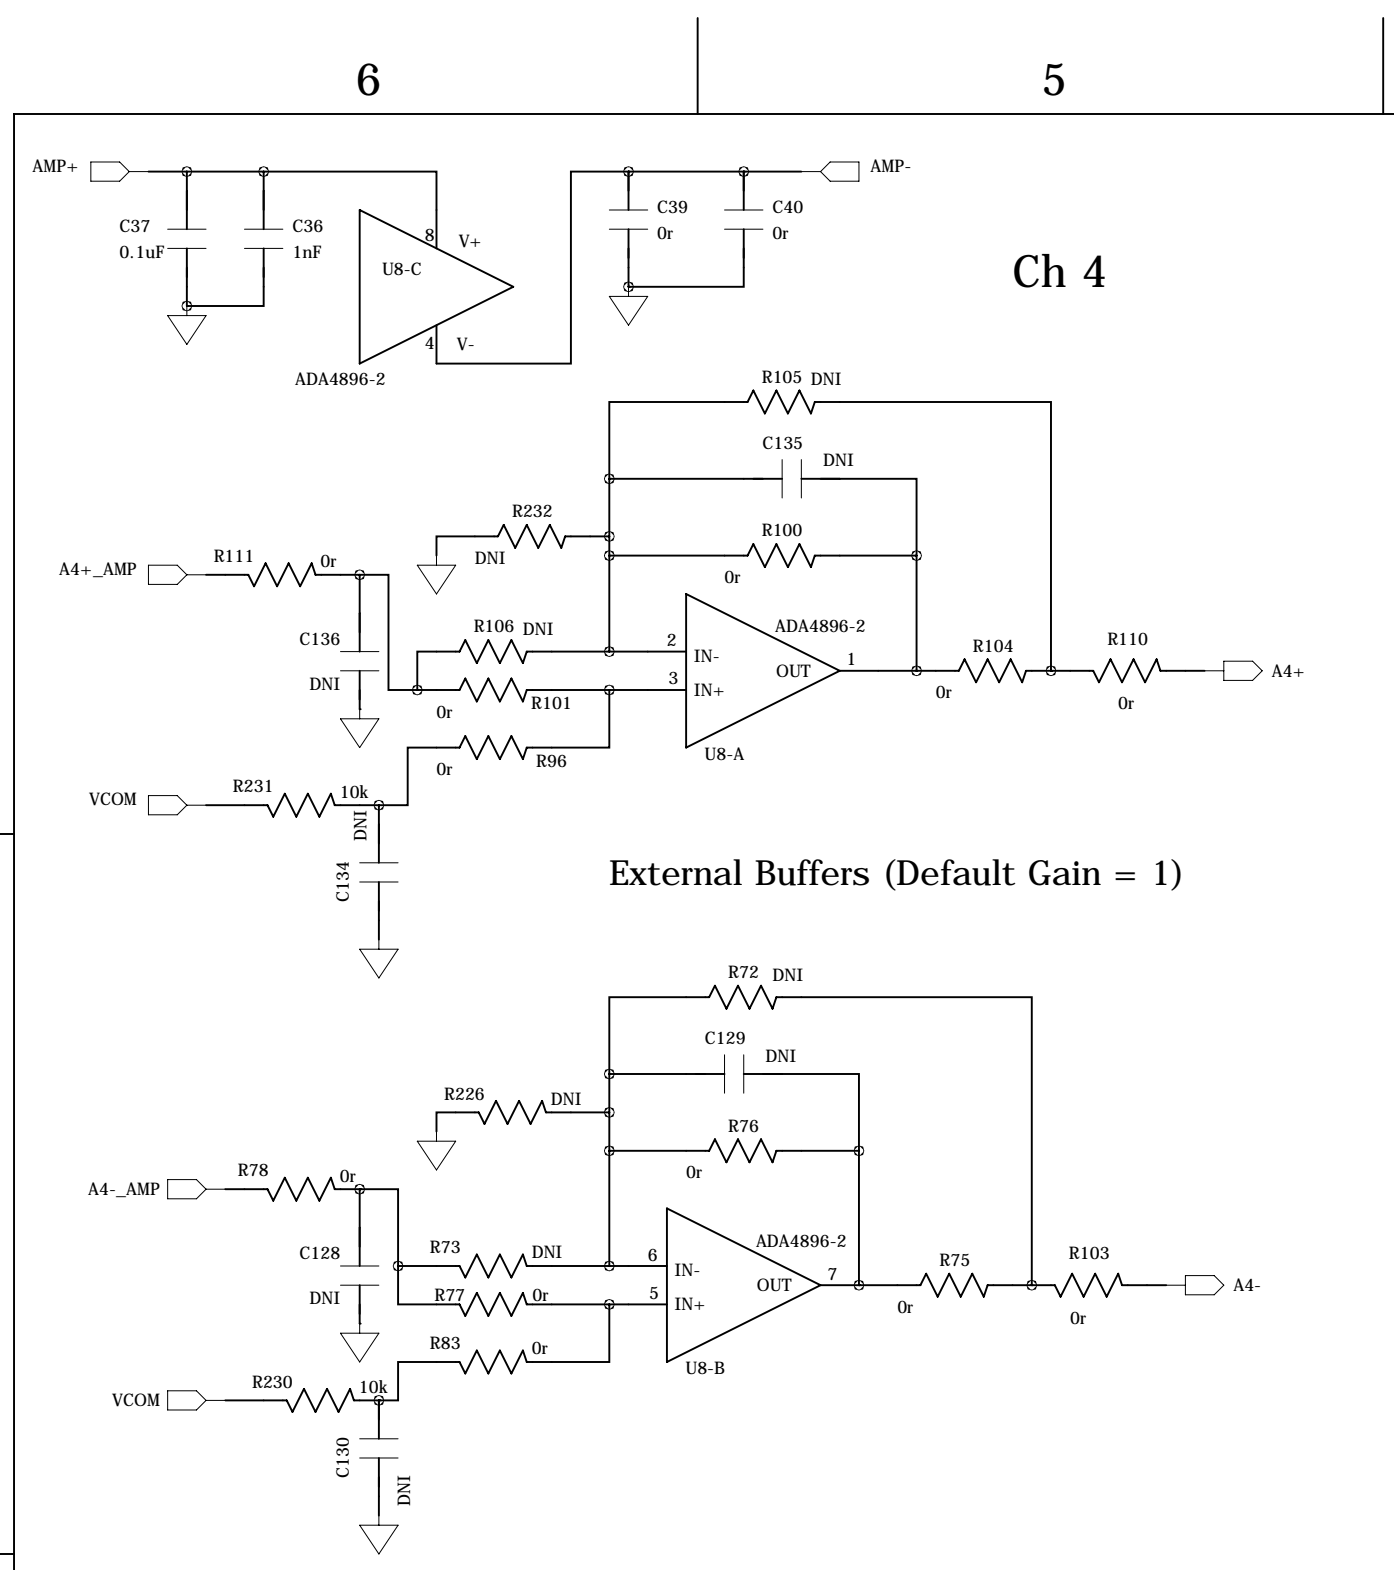 6
5
AMP+
AMP-
C37
0.1uF
C36
1nF
8
V+
U8-C
4
V-
ADA4896-2
C39
0r
C40
0r
Ch 4
R105
DNI
C135
DNI
R232
DNI
R100
0r
A4+_AMP
R111
0r
C136
DNI
R106
DNI
2
IN-
ADA4896-2
OUT
1
3
IN+
R101
0r
U8-A
R104
0r
R110
0r
A4+
R96
0r
VCOM
R231
10k
DNI
C134
External Buffers (Default Gain = 1)
R72
DNI
C129
DNI
R226
DNI
R76
0r
A4-_AMP
R78
0r
C128
DNI
R73
DNI
6
IN-
ADA4896-2
OUT
7
R77
0r
5
IN+
U8-B
R75
0r
R103
0r
A4-
R83
0r
VCOM
R230
10k
C130
DNI